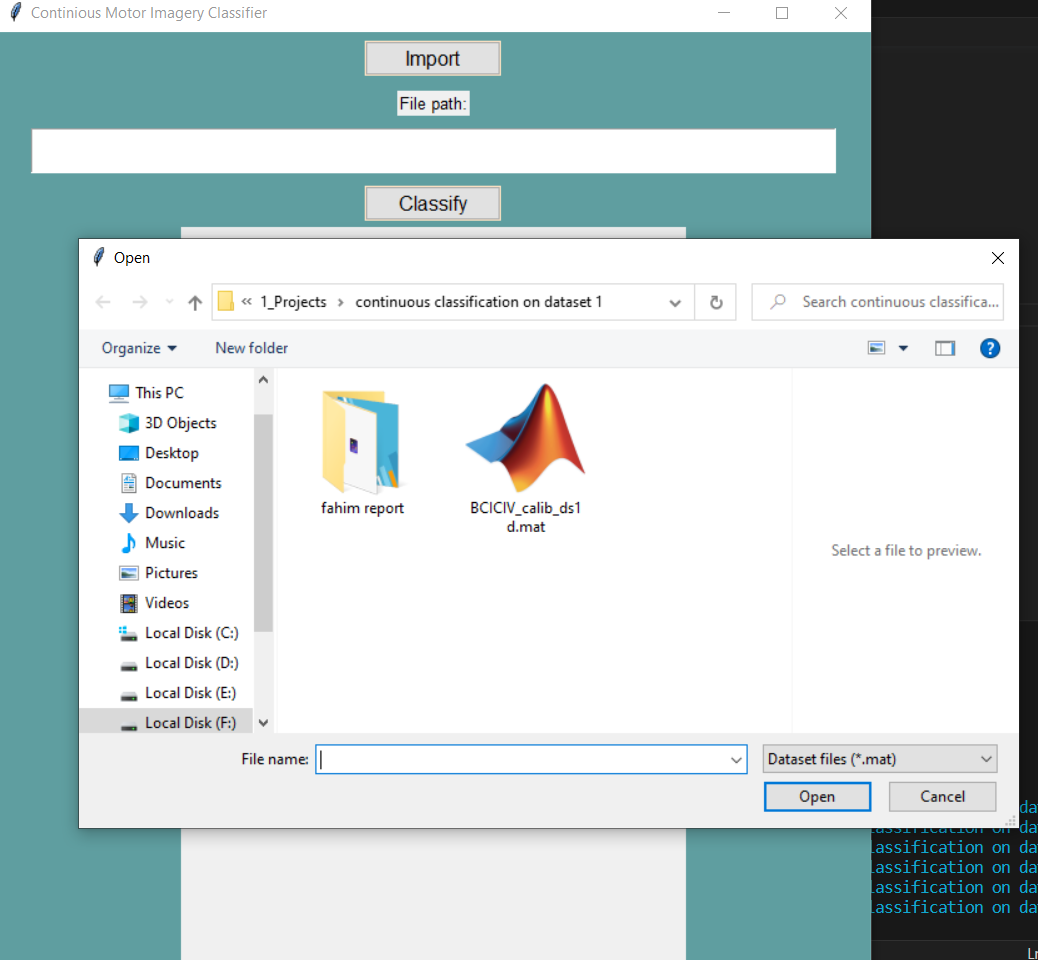 Continious Motor Imagery Classifier
Import
File path:
Classify
Open
« 1_Projects › continuous classification on dataset 1
Search continuous classifica...
Organize
New folder
This PC
3D Objects
Desktop
Documents
Downloads
Music
Pictures
Videos
Local Disk (C:)
Local Disk (D:)
Local Disk (E:)
Local Disk (F:)
fahim report
BCICIV_calib_ds1
d.mat
Select a file to preview.
File name:
Dataset files (*.mat)
Open
Cancel
da
lassification on da
lassification on da
lassification on da
lassification on da
lassification on da
Ln